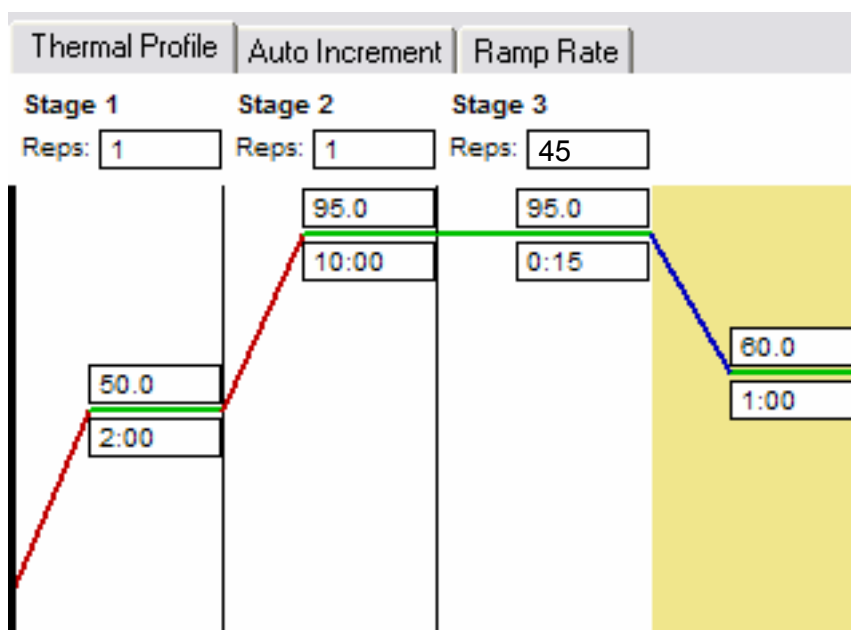 Thermal Profile Auto Increment Ramp Rate
Stage 1 Stage 2 Stage 3
Reps: 1 Reps: 1 Reps: 45
95.0 95.0
10:00 0:15
60.0
50.0
1:00
2:00